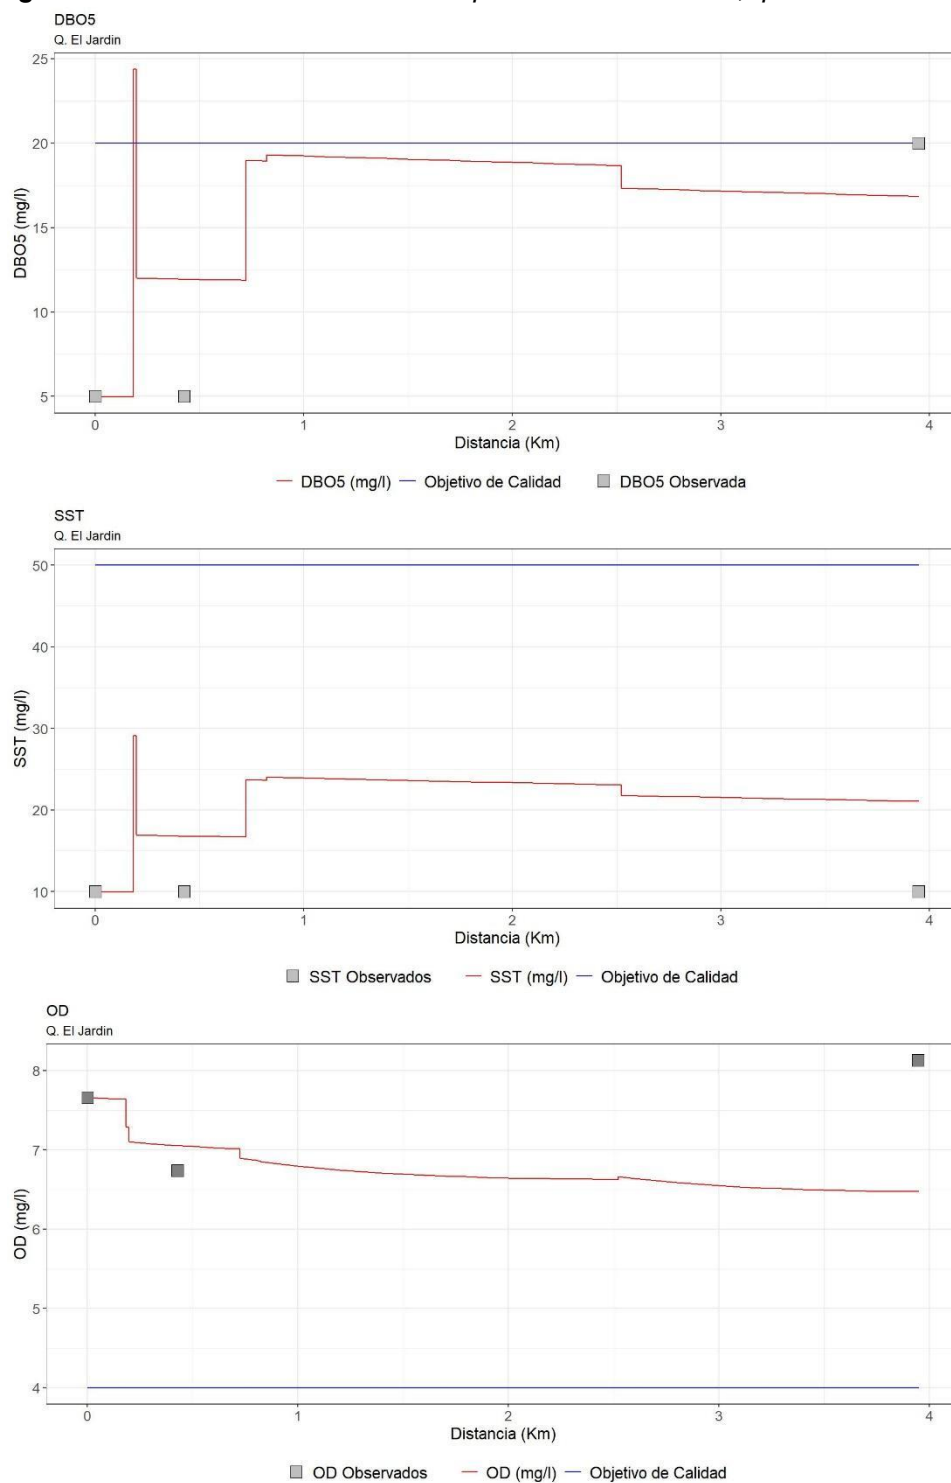 DBO5
Q. El Jardin
25
20
15
10
5
DBO5 (mg/l)
0 1 2 3 4
Distancia (Km)
DBO5 (mg/l) Objetivo de Calidad DBO5 Observada
SST
Q. El Jardin
50
40
30
20
10
SST (mg/l)
0 1 2 3 4
Distancia (Km)
SST Observados SST (mg/l) Objetivo de Calidad
OD
Q. El Jardin
8
7
6
5
4
OD (mg/l)
0 1 2 3 4
Distancia (Km)
OD Observados OD (mg/l) Objetivo de Calidad